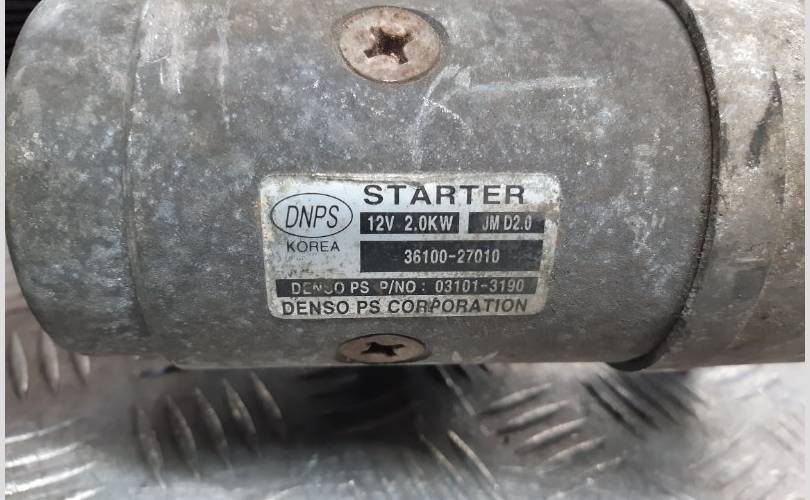 STARTER
DNPS
12V 2.0KW JM D2.0
KOREA
36100-27010
DENSO PS P/NO : 03101-3190
DENSO PS CORPORATION